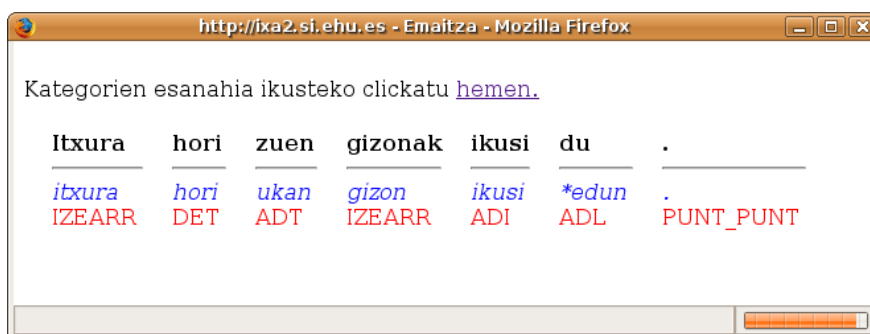 http://ixa2.si.ehu.es - Emaitza - Mozilla Firefox
Kategorien esanahia ikusteko clickatu hemen.
Itxura hori zuen gizonak ikusi du .
itxura hori ukan gizon ikusi *edun .
IZEARR DET ADT IZEARR ADI ADL PUNT_PUNT